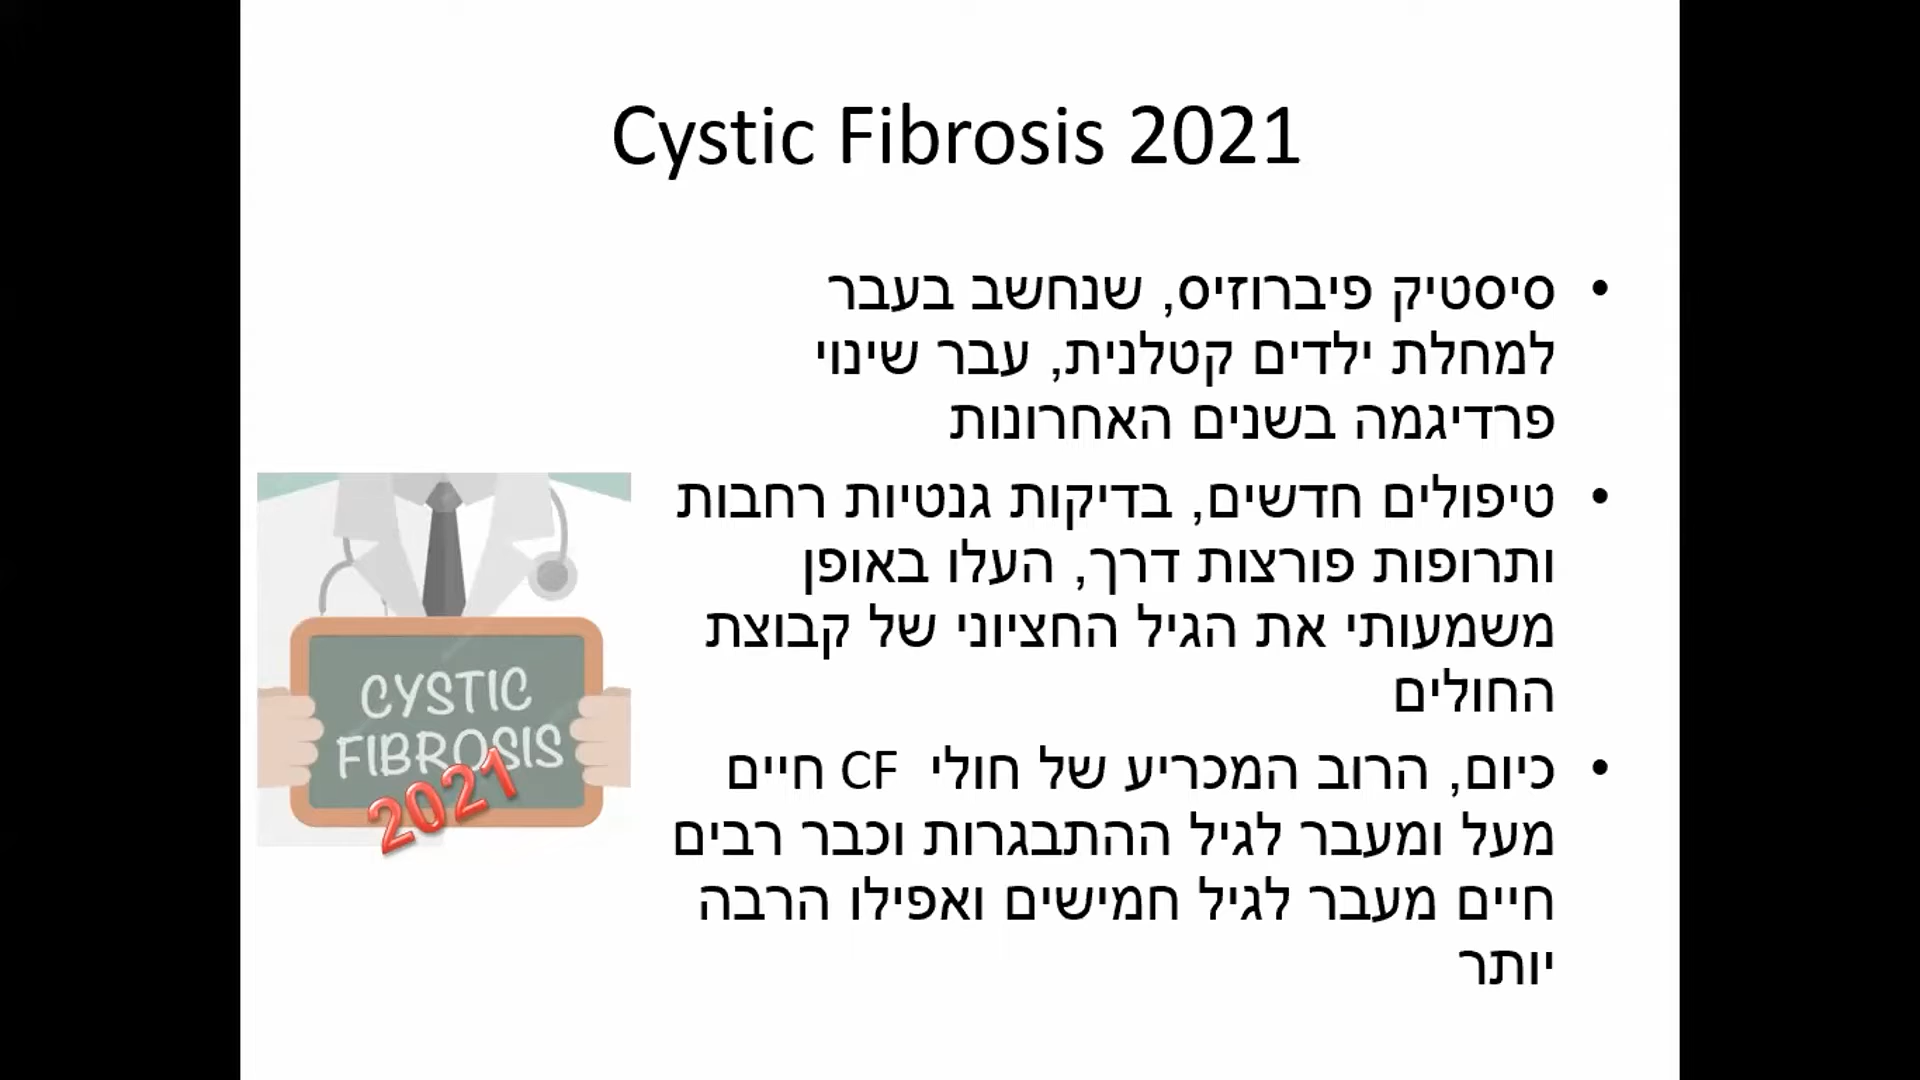 Cystic Fibrosis 2021
• סיסטיק פיברוזיס, שנחשב בעבר
למחלת ילדים קטלנית, עבר שינוי
פרדיגמה בשנים האחרונות
• טיפולים חדשים, בדיקות גנטיות רחבות
ותרופות פורצות דרך, העלו באופן
משמעותי את הגיל החציוני של קבוצת
החולים
• כיום, הרוב המכריע של חולי CF חיים
מעל ומעבר לגיל ההתבגרות וכבר רבים
חיים מעבר לגיל חמישים ואפילו הרבה
יותר
CYSTIC
FIBROSIS
2021